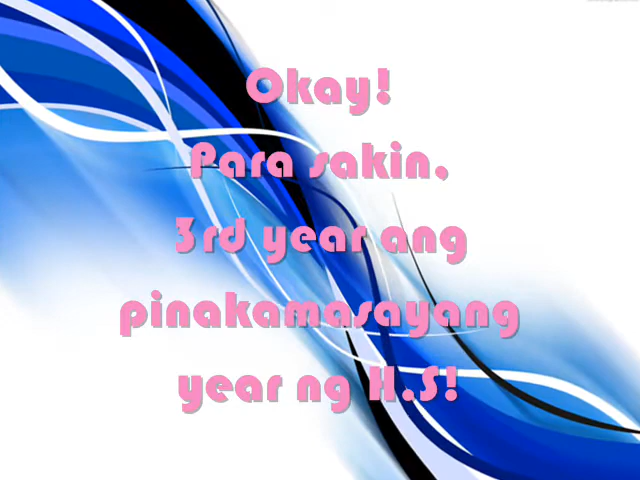 Okay!
Para sakin,
3rd year ang
pinakamasayang
year ng H.S!